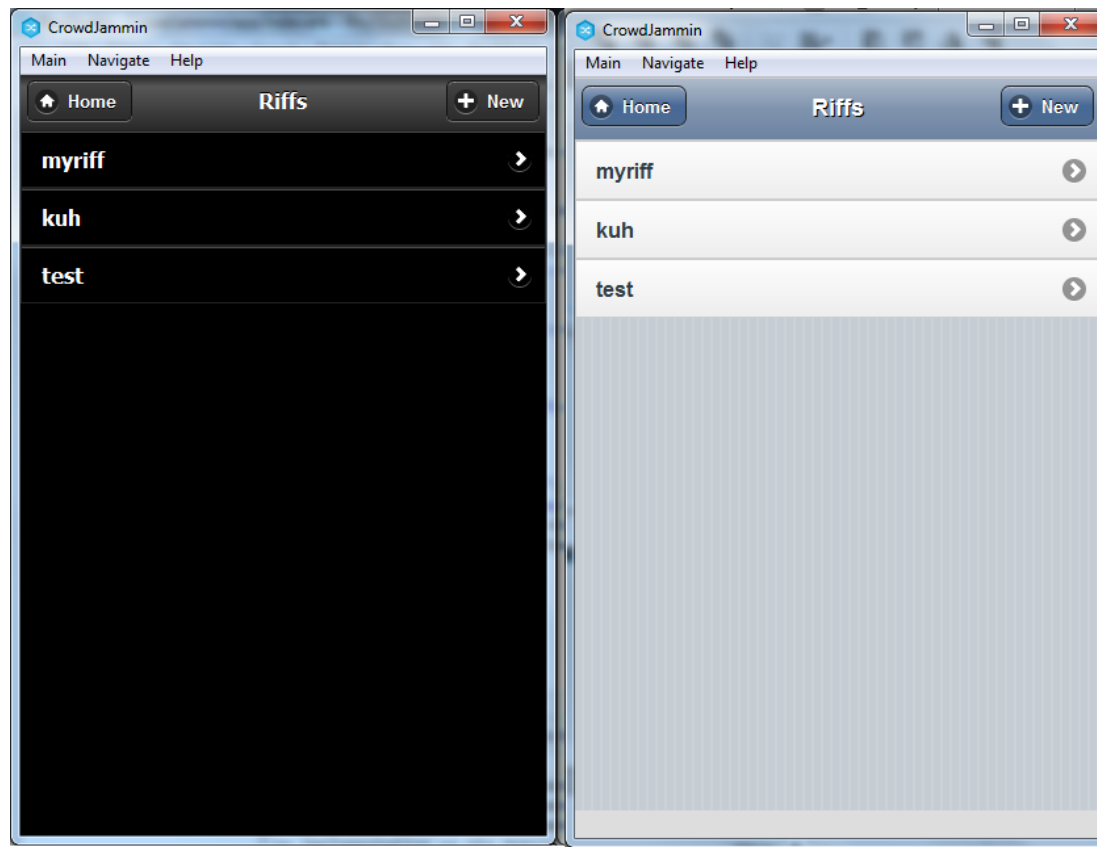 CrowdJammin
Main Navigate Help
Home Riffs New
myriff
kuh
test
CrowdJammin
Main Navigate Help
Home Riffs New
myriff
kuh
test